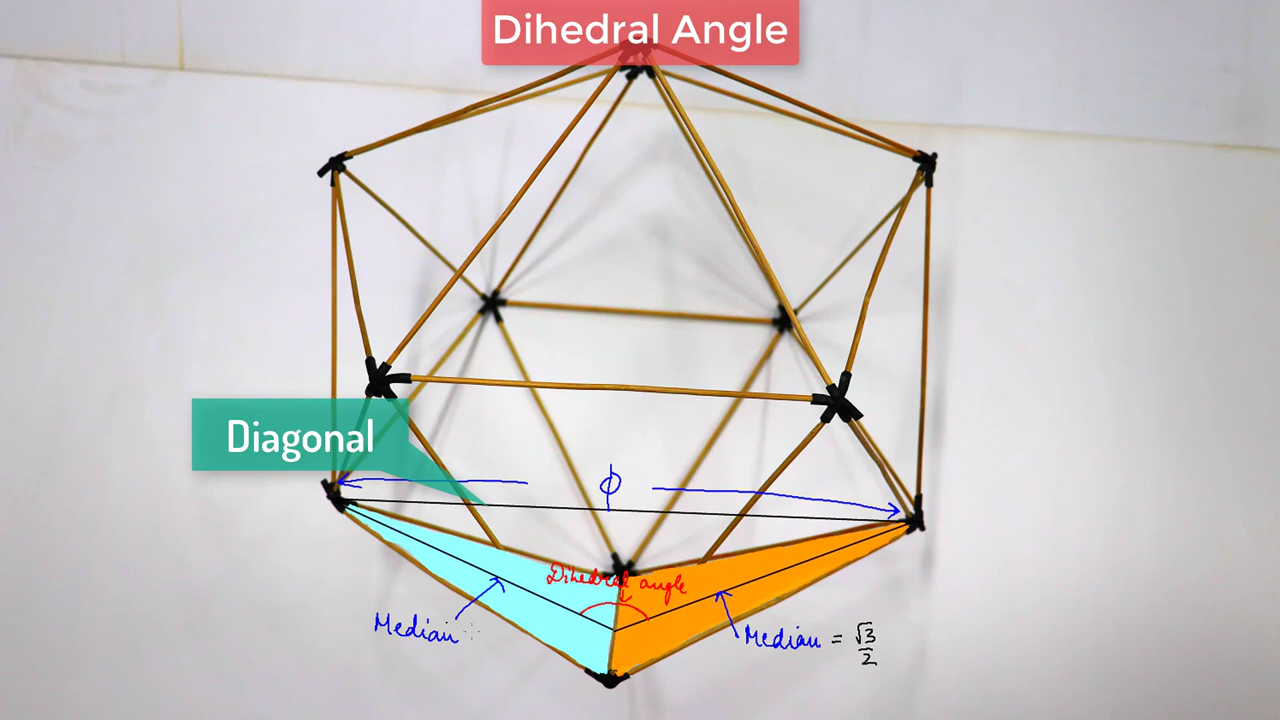 Dihedral Angle
Diagonal
ϕ
Dihedral angle
Median
Median = √3/2